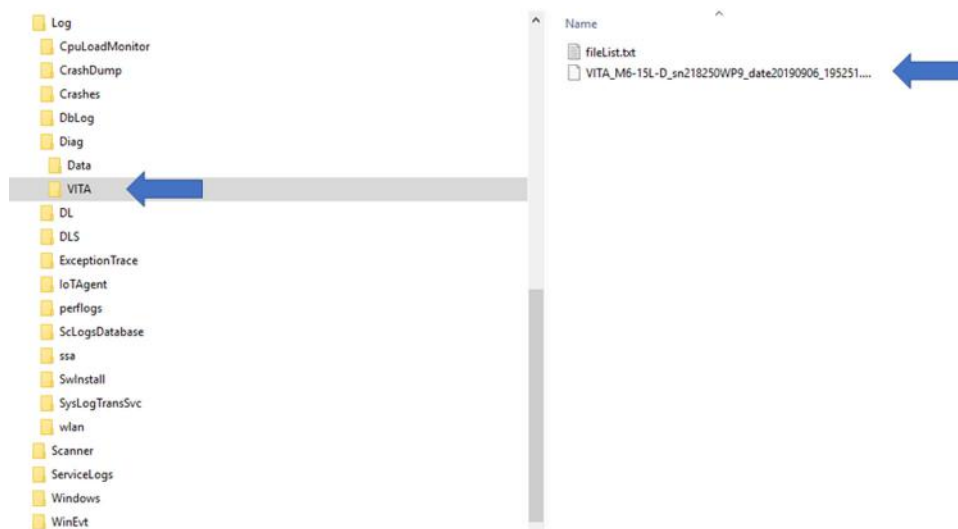 Log
CpuLoadMonitor
CrashDump
Crashes
DbLog
Diag
Data
VITA
DL
DLS
ExceptionTrace
IoTAgent
perflogs
ScLogsDatabase
ssa
SwInstall
SysLogTransSvc
wlan
Scanner
ServiceLogs
Windows
WinEvt
Name
fileList.txt
VITA_M6-15L-D_sn218250WP9_date20190906_195251....